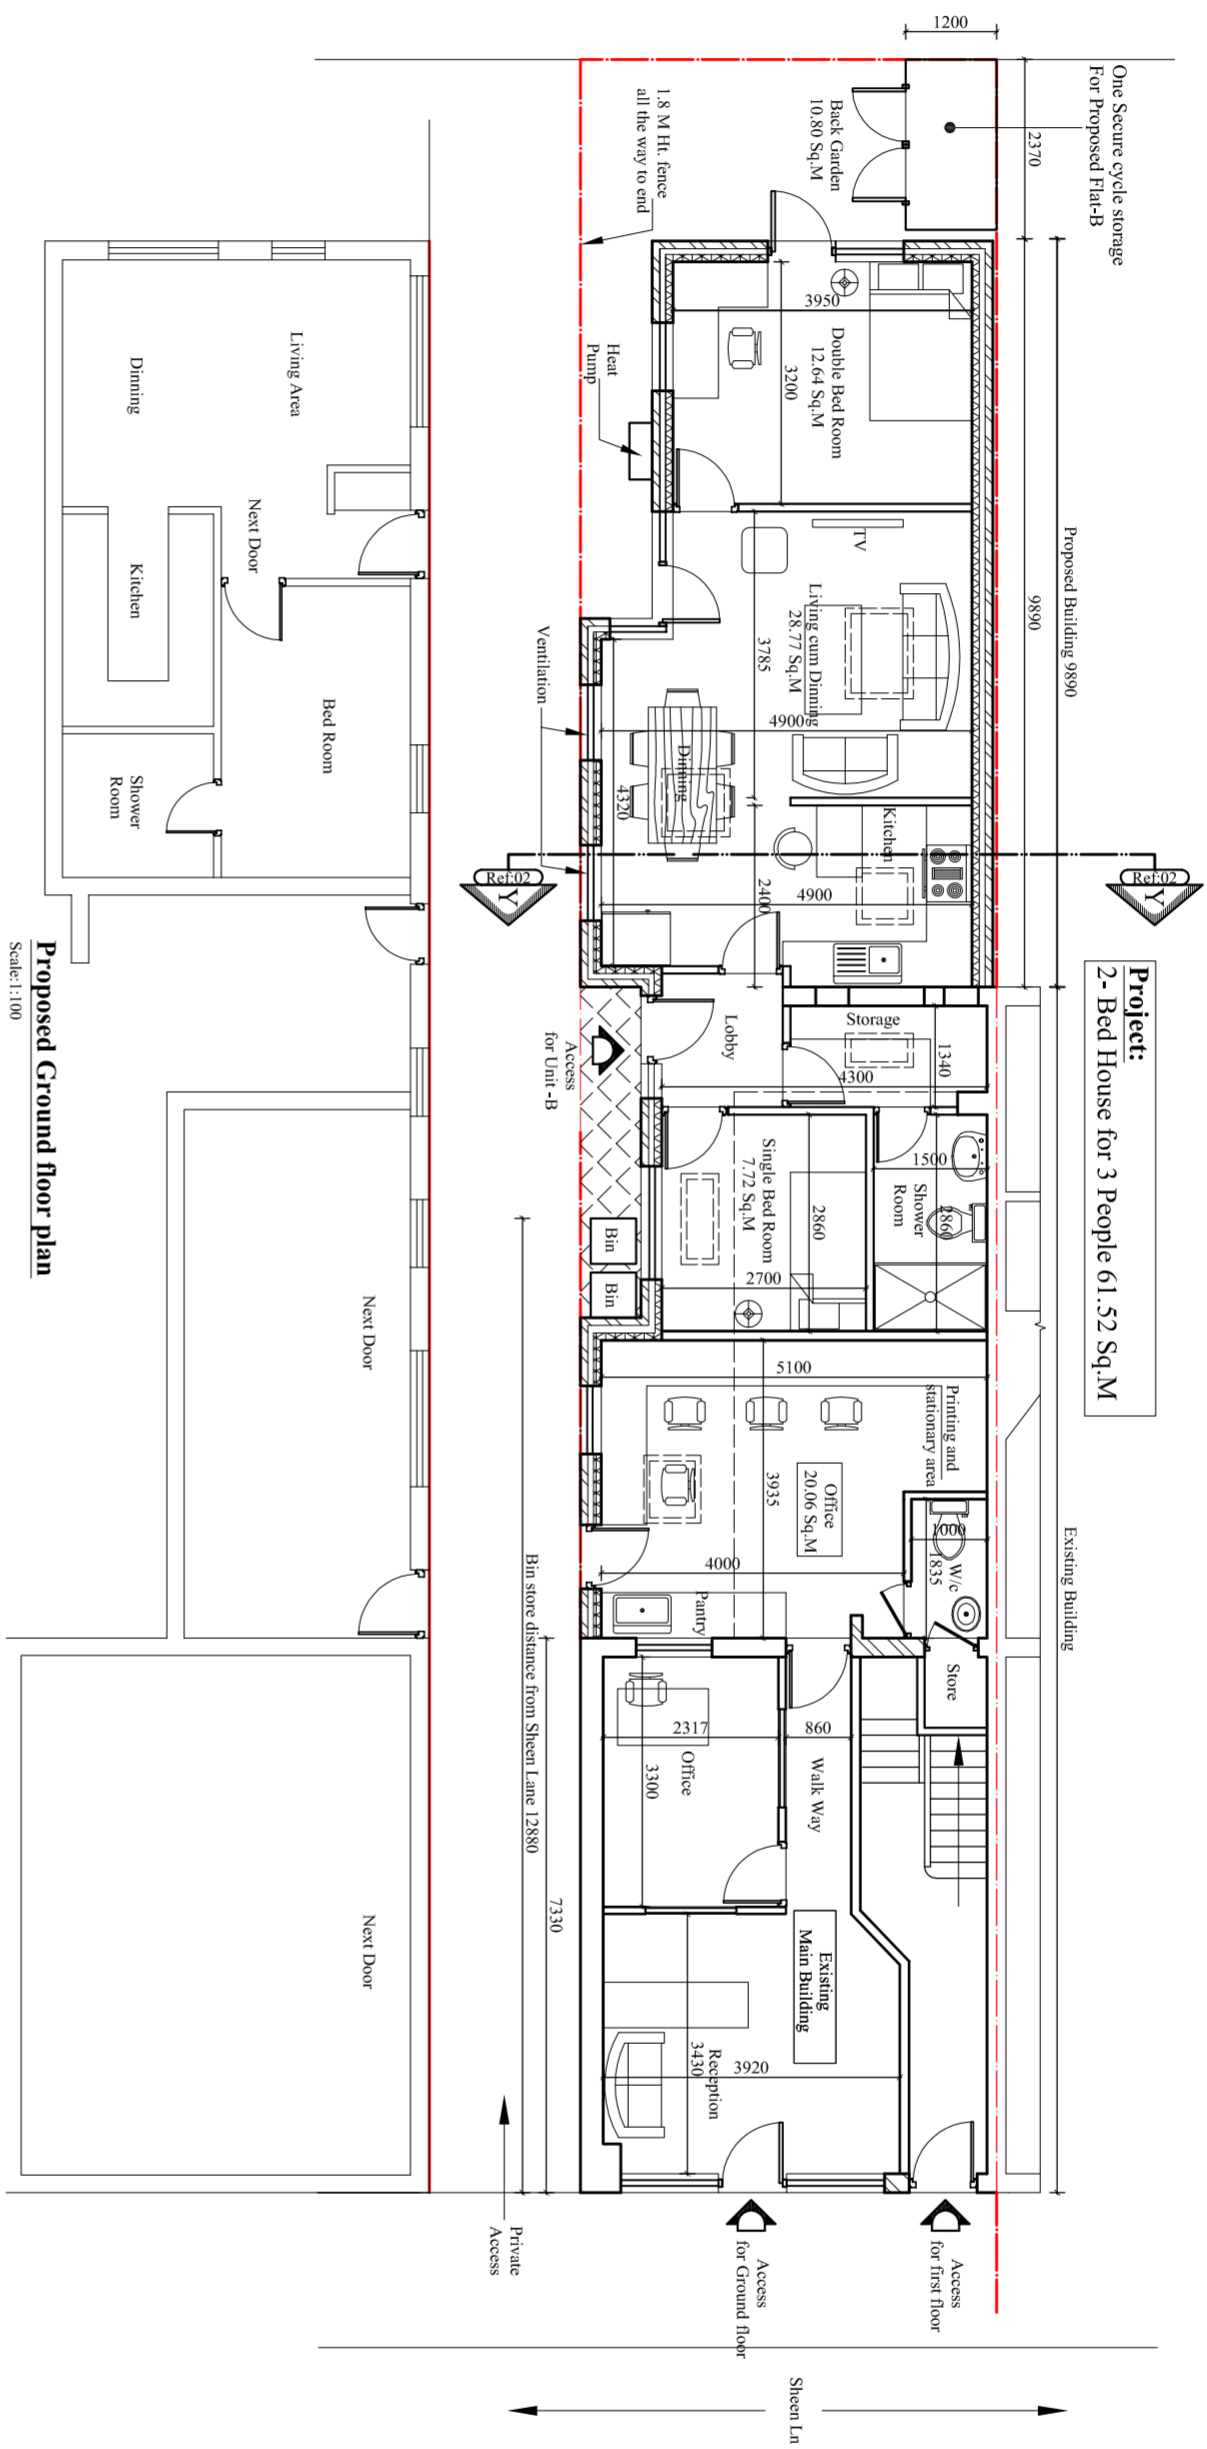 One Secure cycle storage
For Proposed Flat-B
1200
2370
9890
Proposed Building 9890
Existing Building
Project:
2- Bed House for 3 People 61.52 Sq.M
Back Garden
10.80 Sq.M
1.8 M Ht. fence
all the way to end
3950
Double Bed Room
12.64 Sq.M
3200
Heat
Pump
TV
Living cum Dinning
28.77 Sq.M
3785
4900
Dinning
4320
Ventilation
Kitchen
2400
4900
Ref:02
Y
Ref:02
Y
Storage
1340
4300
Lobby
Access
for Unit -B
1500
Shower
Room
2860
Single Bed Room
7.72 Sq.M
2860
2700
Bin
Bin
5100
Printing and
stationary area
Office
20.06 Sq.M
3935
4000
1000
W/c
1835
Pantry
Store
2317
860
Office
3300
Walk Way
Existing
Main Building
Reception
3430
3920
7330
Bin store distance from Sheen Lane 12880
Access
for first floor
Access
for Ground floor
Private
Access
Sheen Ln
Living Area
Dinning
Next Door
Kitchen
Bed Room
Shower
Room
Next Door
Next Door
Proposed Ground floor plan
Scale:1:100